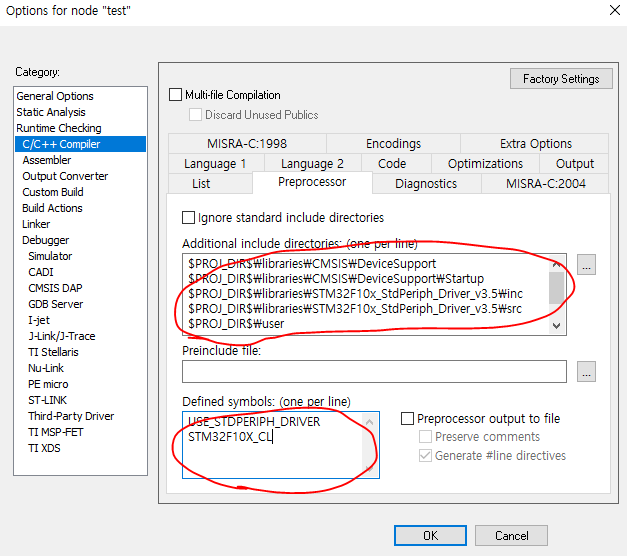 Options for node "test"
Category:
Factory Settings
General Options
Static Analysis
Runtime Checking
C/C++ Compiler
Assembler
Output Converter
Custom Build
Build Actions
Linker
Debugger
Simulator
CADI
CMSIS DAP
GDB Server
I-jet
J-Link/J-Trace
TI Stellaris
Nu-Link
PE micro
ST-LINK
Third-Party Driver
TI MSP-FET
TI XDS
Multi-file Compilation
Discard Unused Publics
MISRA-C:1998 Encodings Extra Options
Language 1 Language 2 Code Optimizations Output
List Preprocessor Diagnostics MISRA-C:2004
Ignore standard include directories
Additional include directories: (one per line)
$PROJ_DIR$₩libraries₩CMSIS₩DeviceSupport
$PROJ_DIR$₩libraries₩CMSIS₩DeviceSupport₩Startup
$PROJ_DIR$₩libraries₩STM32F10x_StdPeriph_Driver_v3.5₩inc
$PROJ_DIR$₩libraries₩STM32F10x_StdPeriph_Driver_v3.5₩src
$PROJ_DIR$₩user
...
Preinclude file:
...
Defined symbols: (one per line)
USE_STDPERIPH_DRIVER
STM32F10X_CL
Preprocessor output to file
Preserve comments
Generate #line directives
OK Cancel